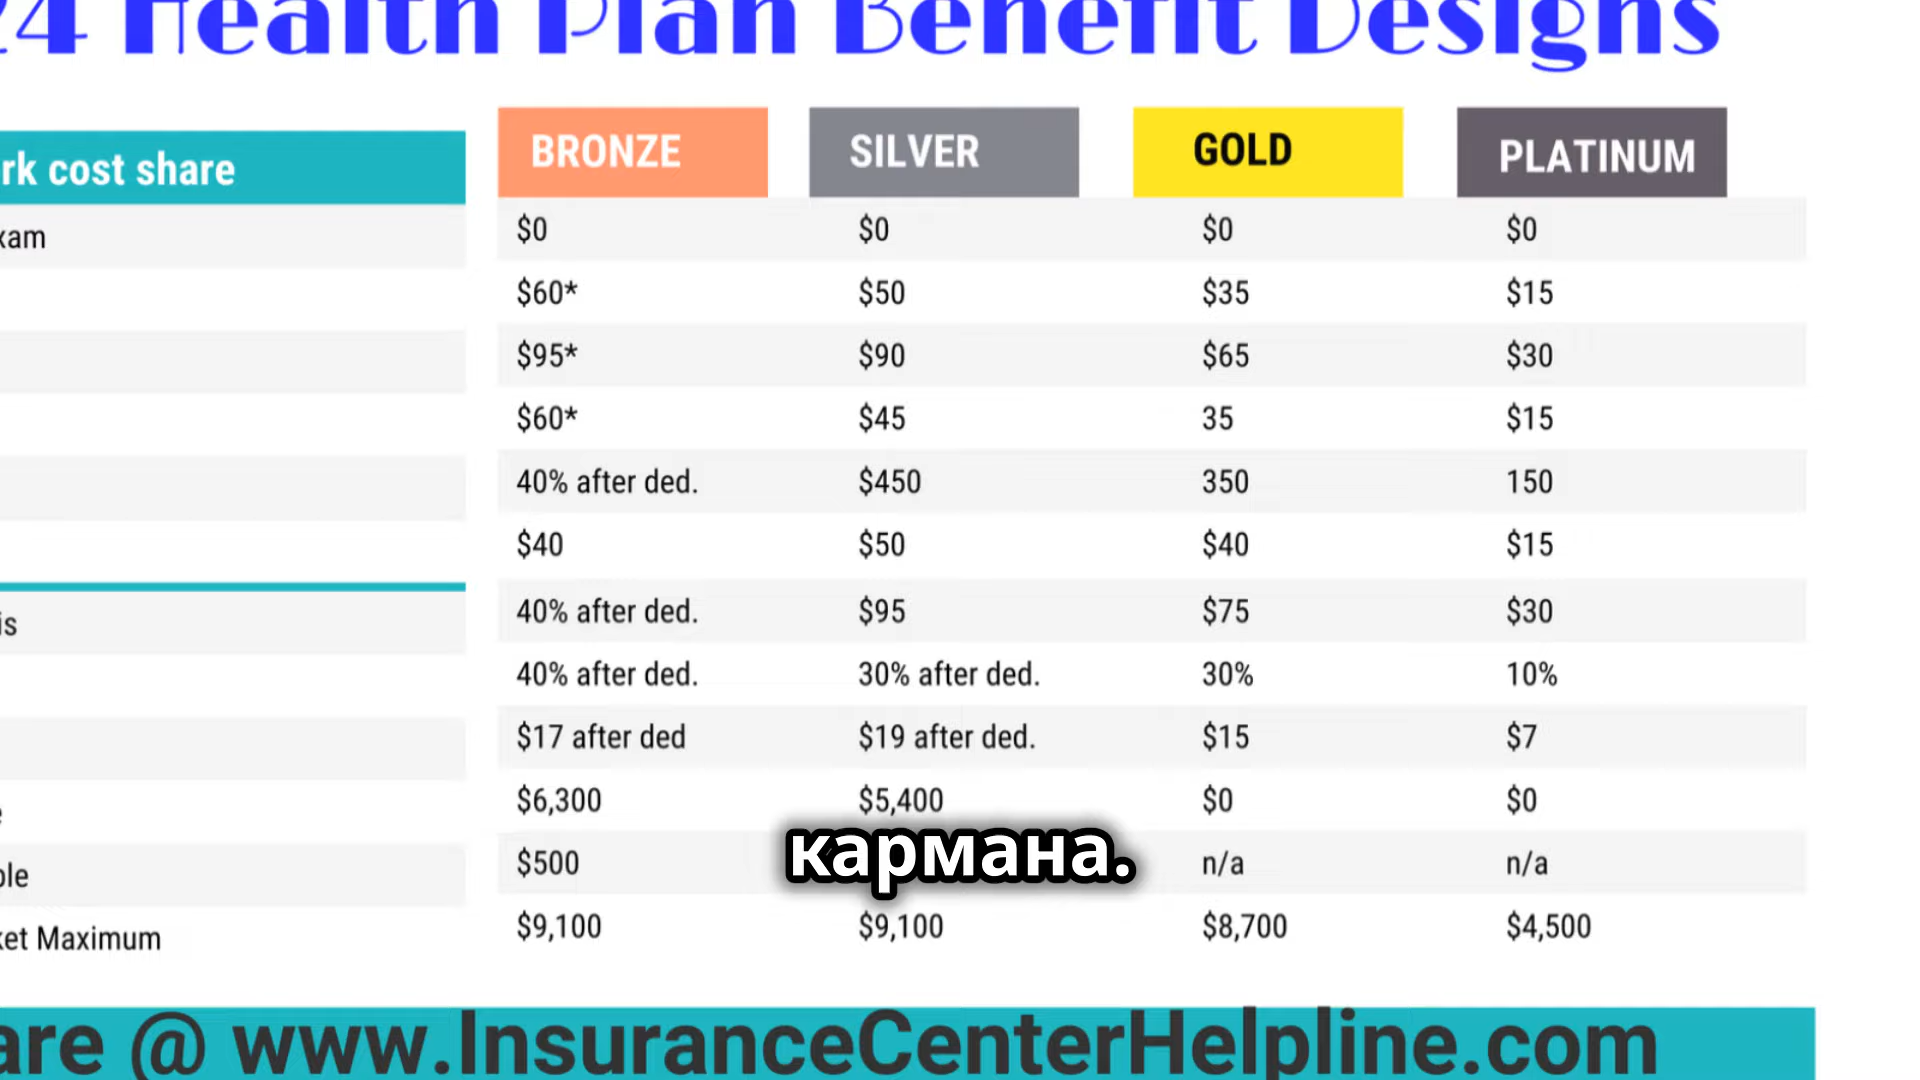 24 Health Plan Benefit Designs
rk cost share BRONZE SILVER GOLD PLATINUM
xam $0 $0 $0 $0
$60* $50 $35 $15
$95* $90 $65 $30
$60* $45 35 $15
40% after ded. $450 350 150
$40 $50 $40 $15
is 40% after ded. $95 $75 $30
40% after ded. 30% after ded. 30% 10%
$17 after ded $19 after ded. $15 $7
e $6,300 $5,400 $0 $0
ble $500 n/a n/a
кармана.
ket Maximum $9,100 $9,100 $8,700 $4,500
are @ www.InsuranceCenterHelpline.com